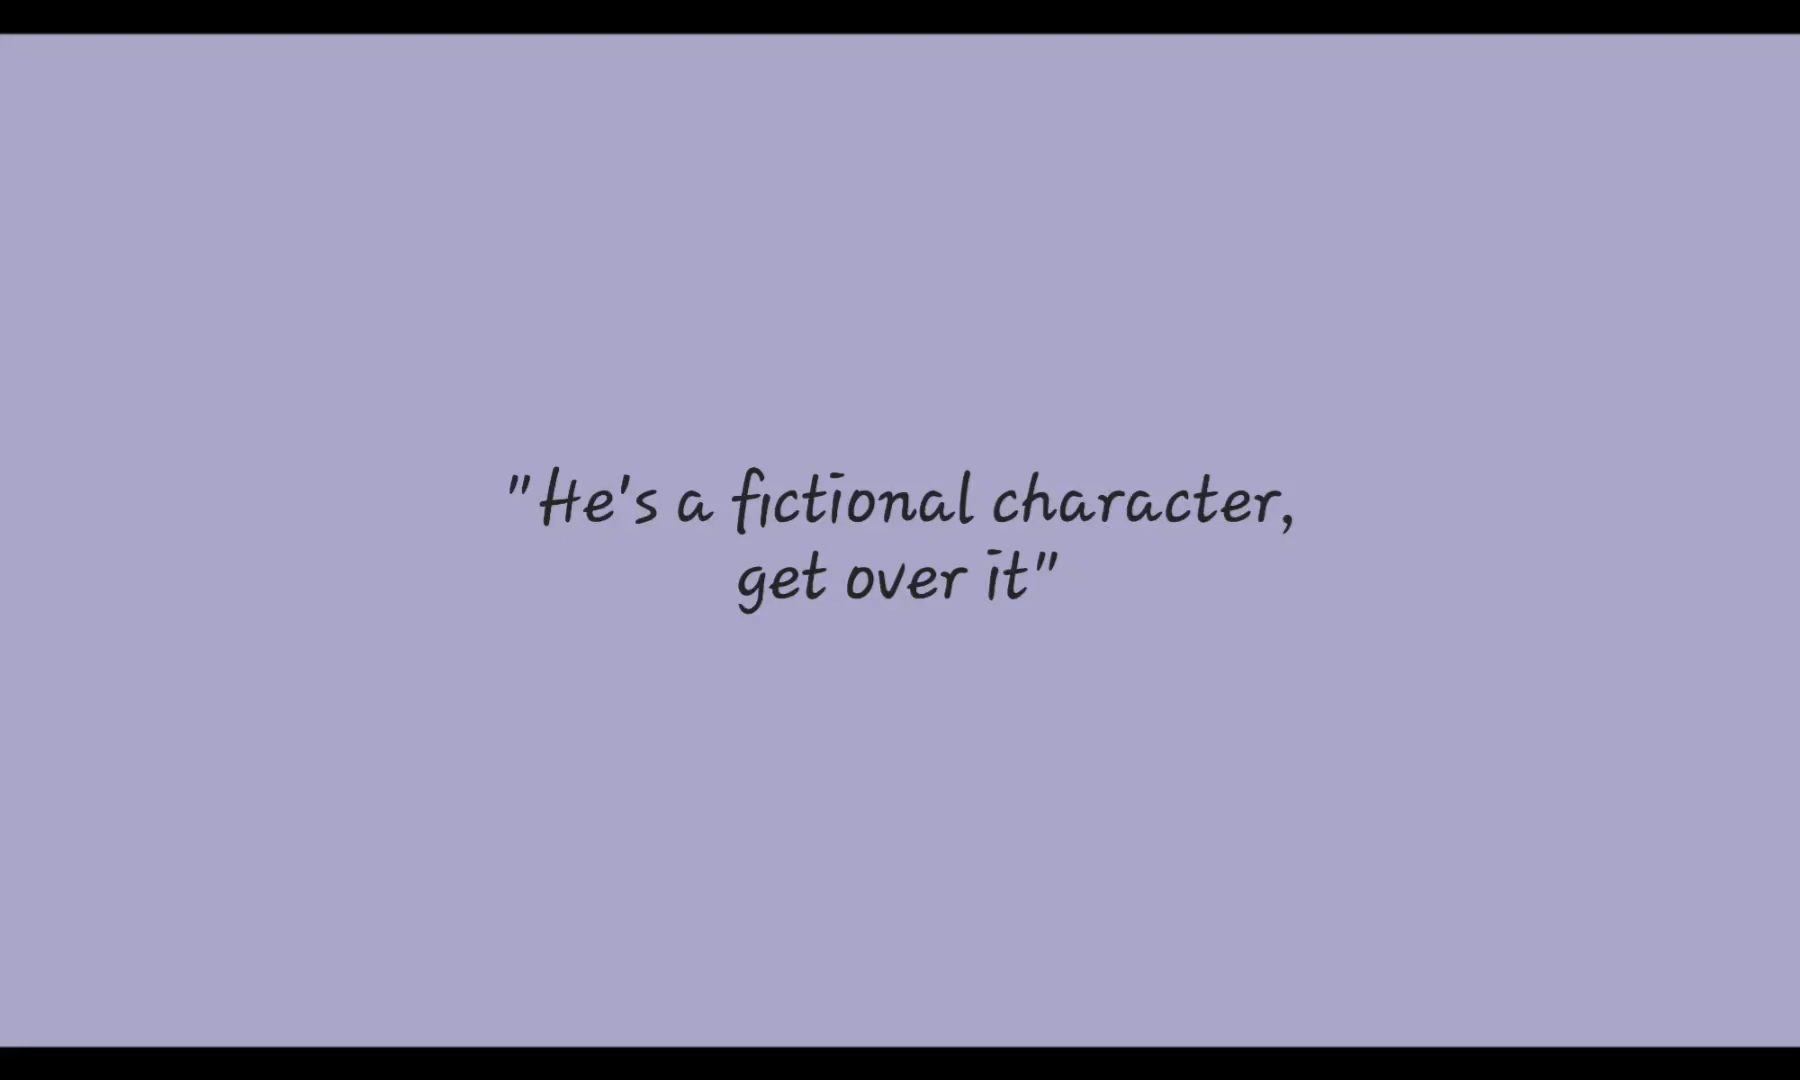 "He's a fictional character,
get over it"